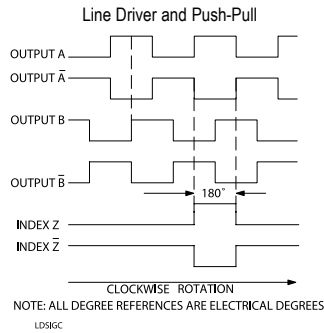 Line Driver and Push-Pull
OUTPUT A
OUTPUT A̅
OUTPUT B
OUTPUT B̅
180°
INDEX Z
INDEX Z̅
CLOCKWISE ROTATION
NOTE: ALL DEGREE REFERENCES ARE ELECTRICAL DEGREES
LDSIGC